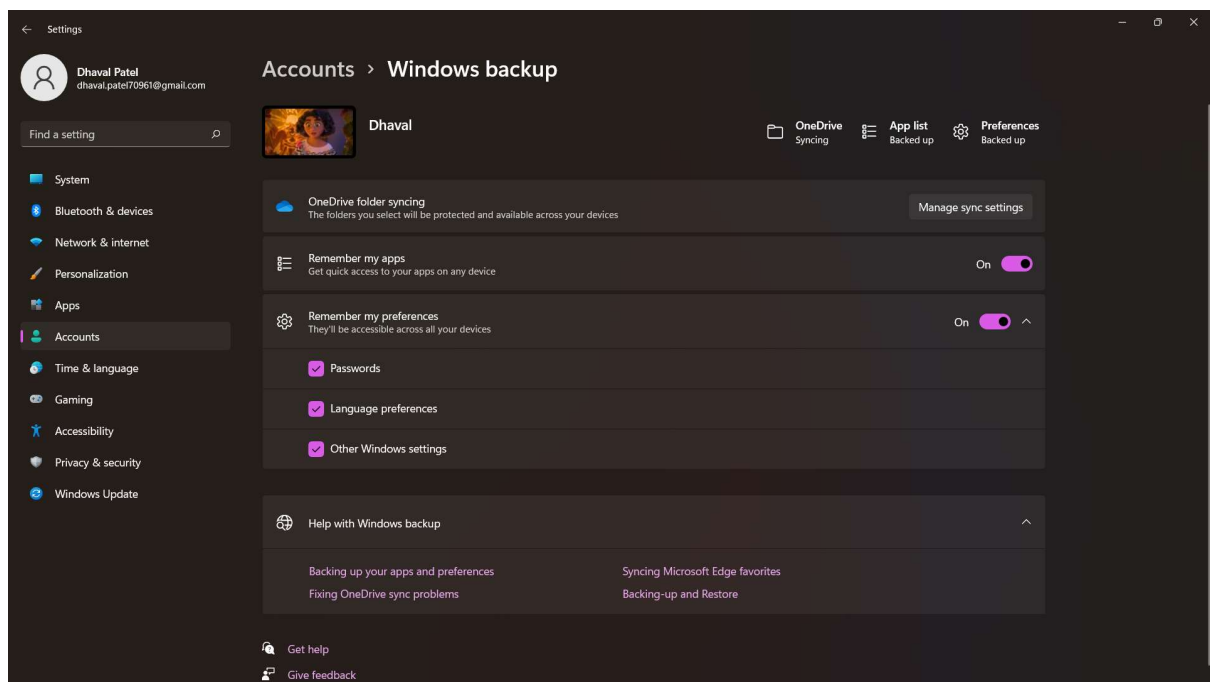 Settings
Dhaval Patel
dhaval.patel70961@gmail.com
Find a setting
System
Bluetooth & devices
Network & internet
Personalization
Apps
Accounts
Time & language
Gaming
Accessibility
Privacy & security
Windows Update
Accounts > Windows backup
Dhaval
OneDrive
Syncing
App list
Backed up
Preferences
Backed up
OneDrive folder syncing
The folders you select will be protected and available across your devices
Manage sync settings
Remember my apps
Get quick access to your apps on any device
On
Remember my preferences
They'll be accessible across all your devices
On
Passwords
Language preferences
Other Windows settings
Help with Windows backup
Backing up your apps and preferences
Syncing Microsoft Edge favorites
Fixing OneDrive sync problems
Backing-up and Restore
Get help
Give feedback